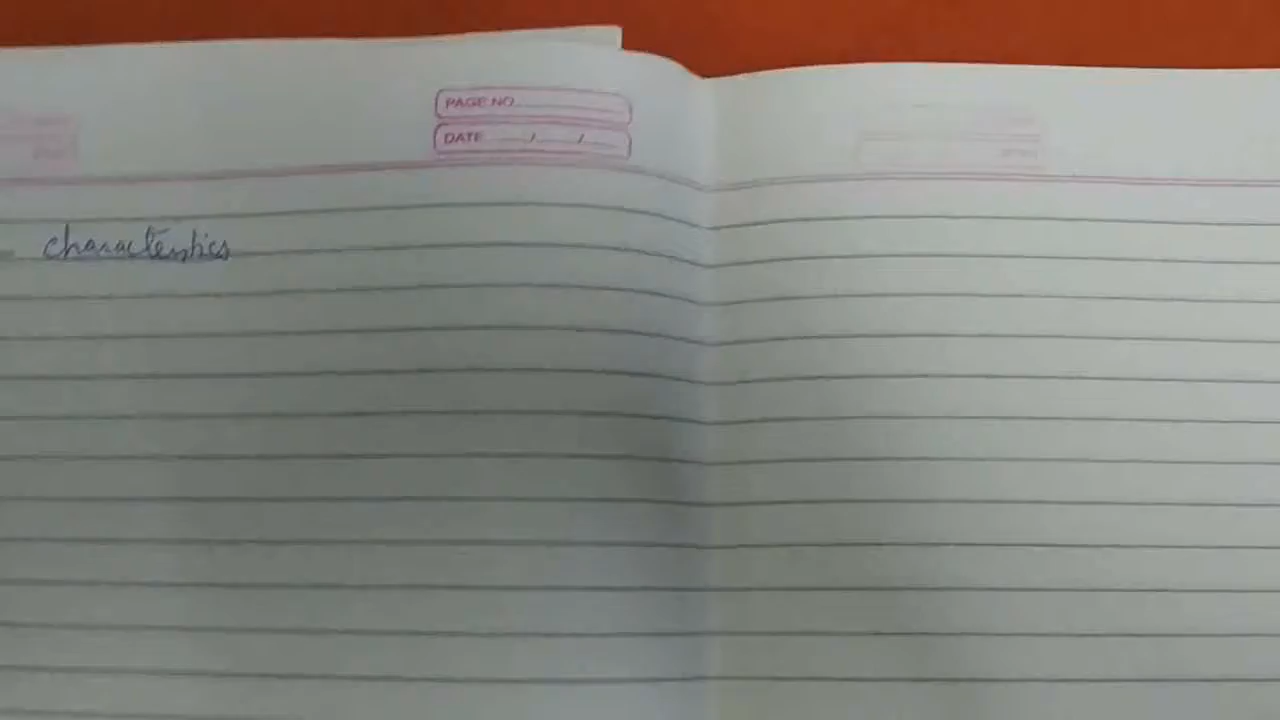 PAGE NO
DATE / /
characteristics